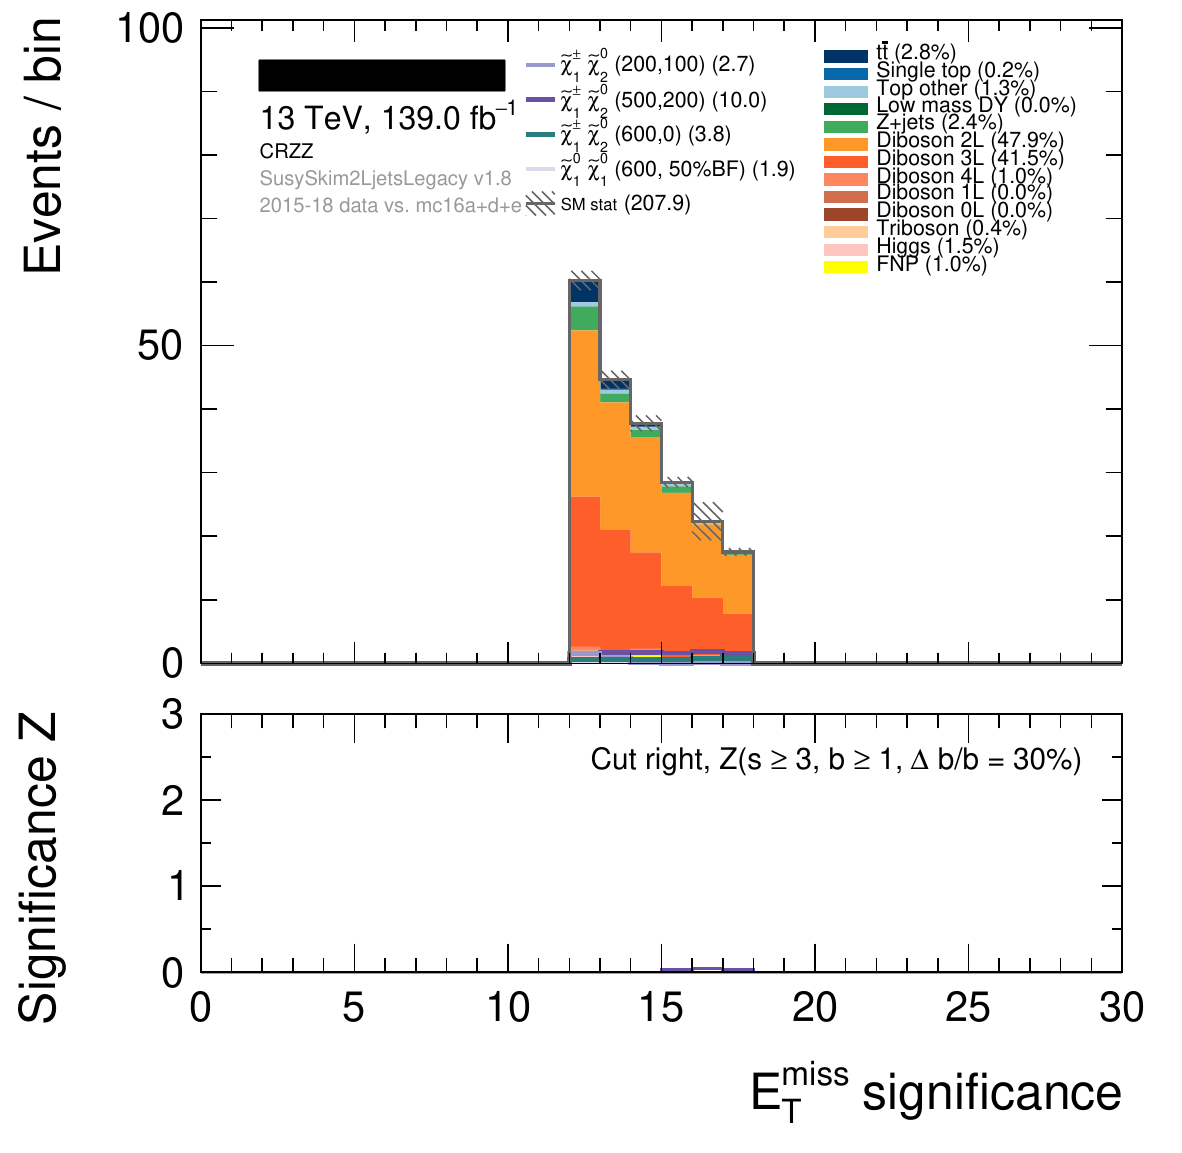 Events / bin
100
50
0
13 TeV, 139.0 fb⁻¹
CRZZ
SusySkim2LjetsLegacy v1.8
2015-18 data vs. mc16a+d+e
χ̃₁± χ̃₂⁰ (200,100) (2.7)
χ̃₁± χ̃₂⁰ (500,200) (10.0)
χ̃₁± χ̃₂⁰ (600,0) (3.8)
χ̃₁⁰ χ̃₁⁰ (600, 50%BF) (1.9)
SM stat (207.9)
tt̄ (2.8%)
Single top (0.2%)
Top other (1.3%)
Low mass DY (0.0%)
Z+jets (2.4%)
Diboson 2L (47.9%)
Diboson 3L (41.5%)
Diboson 4L (1.0%)
Diboson 1L (0.0%)
Diboson 0L (0.0%)
Triboson (0.4%)
Higgs (1.5%)
FNP (1.0%)
Significance Z
3
2
1
0
Cut right, Z(s ≥ 3, b ≥ 1, Δ b/b = 30%)
0 5 10 15 20 25 30
E_T^miss significance